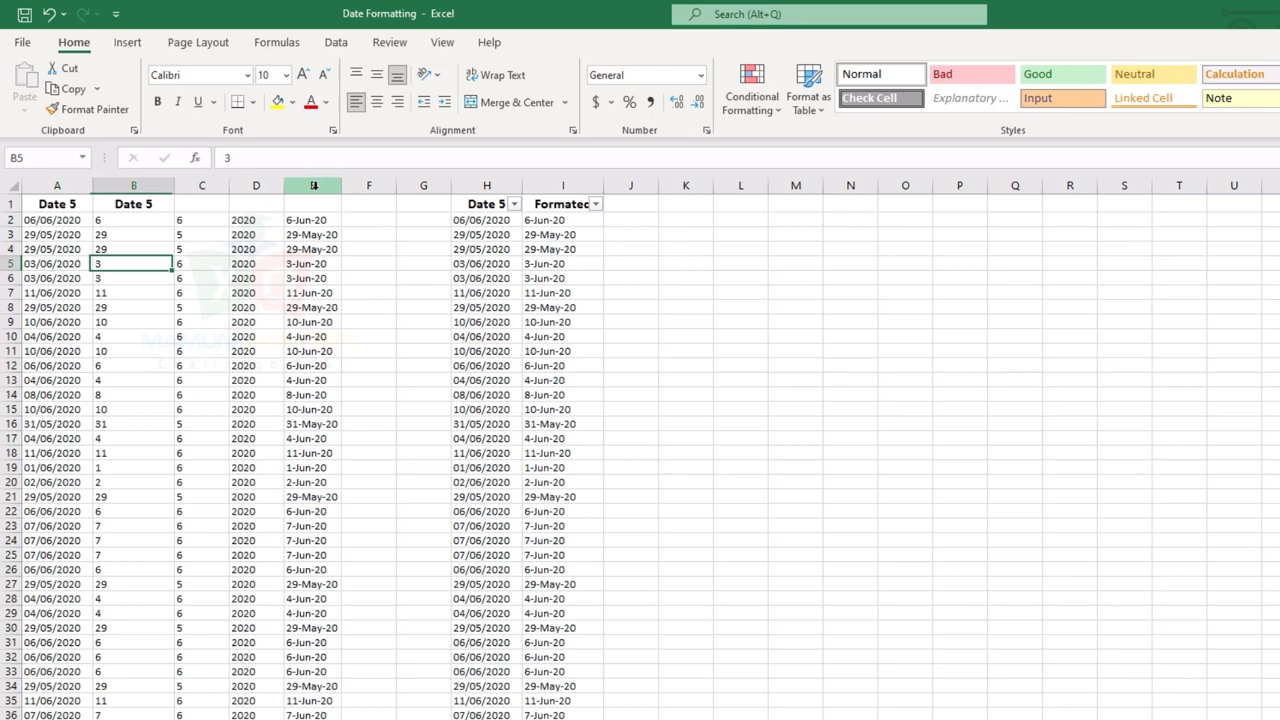 Date Formatting - Excel
Search (Alt+Q)
File Home Insert Page Layout Formulas Data Review View Help
Paste
Cut
Copy
Format Painter
Calibri 10
B I U A
Wrap Text
Merge & Center
General
$ %
Conditional Formatting
Format as Table
Normal Bad Good Neutral Calculation
Check Cell Explanatory ... Input Linked Cell Note
Clipboard Font Alignment Number Styles
B5 fx 3
A B C D F G H I J K L M N O P Q R S T U
1 Date 5 Date 5 Date 5 Formated
2 06/06/2020 6 6 2020 6-Jun-20 06/06/2020 6-Jun-20
3 29/05/2020 29 5 2020 29-May-20 29/05/2020 29-May-20
4 29/05/2020 29 5 2020 29-May-20 29/05/2020 29-May-20
5 03/06/2020 3 6 2020 3-Jun-20 03/06/2020 3-Jun-20
6 03/06/2020 3 6 2020 3-Jun-20 03/06/2020 3-Jun-20
7 11/06/2020 11 6 2020 11-Jun-20 11/06/2020 11-Jun-20
8 29/05/2020 29 5 2020 29-May-20 29/05/2020 29-May-20
9 10/06/2020 10 6 2020 10-Jun-20 10/06/2020 10-Jun-20
10 04/06/2020 4 6 2020 4-Jun-20 04/06/2020 4-Jun-20
11 10/06/2020 10 6 2020 10-Jun-20 10/06/2020 10-Jun-20
12 06/06/2020 6 6 2020 6-Jun-20 06/06/2020 6-Jun-20
13 04/06/2020 4 6 2020 4-Jun-20 04/06/2020 4-Jun-20
14 08/06/2020 8 6 2020 8-Jun-20 08/06/2020 8-Jun-20
15 10/06/2020 10 6 2020 10-Jun-20 10/06/2020 10-Jun-20
16 31/05/2020 31 5 2020 31-May-20 31/05/2020 31-May-20
17 04/06/2020 4 6 2020 4-Jun-20 04/06/2020 4-Jun-20
18 11/06/2020 11 6 2020 11-Jun-20 11/06/2020 11-Jun-20
19 01/06/2020 1 6 2020 1-Jun-20 01/06/2020 1-Jun-20
20 02/06/2020 2 6 2020 2-Jun-20 02/06/2020 2-Jun-20
21 29/05/2020 29 5 2020 29-May-20 29/05/2020 29-May-20
22 06/06/2020 6 6 2020 6-Jun-20 06/06/2020 6-Jun-20
23 07/06/2020 7 6 2020 7-Jun-20 07/06/2020 7-Jun-20
24 07/06/2020 7 6 2020 7-Jun-20 07/06/2020 7-Jun-20
25 07/06/2020 7 6 2020 7-Jun-20 07/06/2020 7-Jun-20
26 06/06/2020 6 6 2020 6-Jun-20 06/06/2020 6-Jun-20
27 29/05/2020 29 5 2020 29-May-20 29/05/2020 29-May-20
28 04/06/2020 4 6 2020 4-Jun-20 04/06/2020 4-Jun-20
29 04/06/2020 4 6 2020 4-Jun-20 04/06/2020 4-Jun-20
30 29/05/2020 29 5 2020 29-May-20 29/05/2020 29-May-20
31 06/06/2020 6 6 2020 6-Jun-20 06/06/2020 6-Jun-20
32 06/06/2020 6 6 2020 6-Jun-20 06/06/2020 6-Jun-20
33 06/06/2020 6 6 2020 6-Jun-20 06/06/2020 6-Jun-20
34 29/05/2020 29 5 2020 29-May-20 29/05/2020 29-May-20
35 11/06/2020 11 6 2020 11-Jun-20 11/06/2020 11-Jun-20
36 07/06/2020 7 6 2020 7-Jun-20 07/06/2020 7-Jun-20